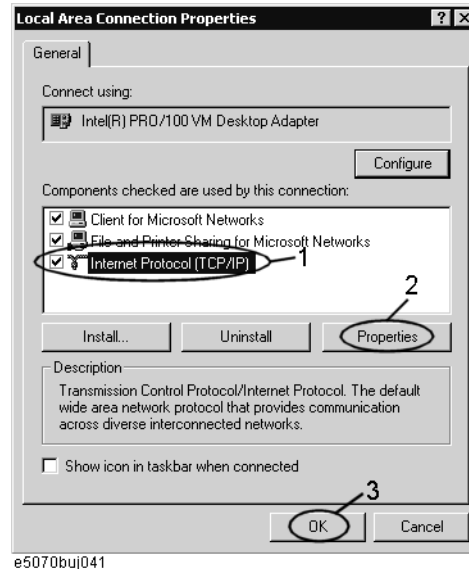 Local Area Connection Properties
General
Connect using:
Intel(R) PRO/100 VM Desktop Adapter
Configure
Components checked are used by this connection:
Client for Microsoft Networks
File and Printer Sharing for Microsoft Networks
Internet Protocol (TCP/IP)
1
2
Install...
Uninstall
Properties
Description
Transmission Control Protocol/Internet Protocol. The default
wide area network protocol that provides communication
across diverse interconnected networks.
Show icon in taskbar when connected
3
OK
Cancel
e5070buj041